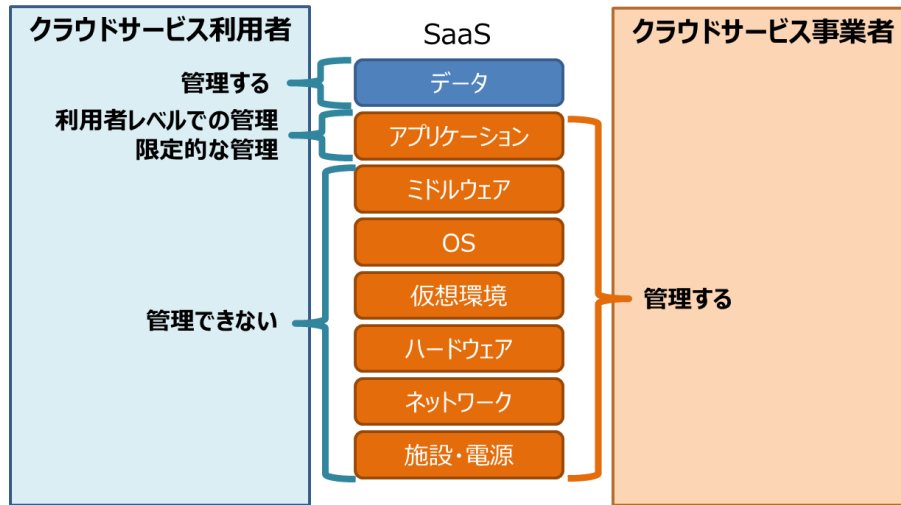 クラウドサービス利用者
SaaS
クラウドサービス事業者
管理する
データ
利用者レベルでの管理
限定的な管理
アプリケーション
ミドルウェア
OS
仮想環境
管理する
管理できない
ハードウェア
ネットワーク
施設・電源